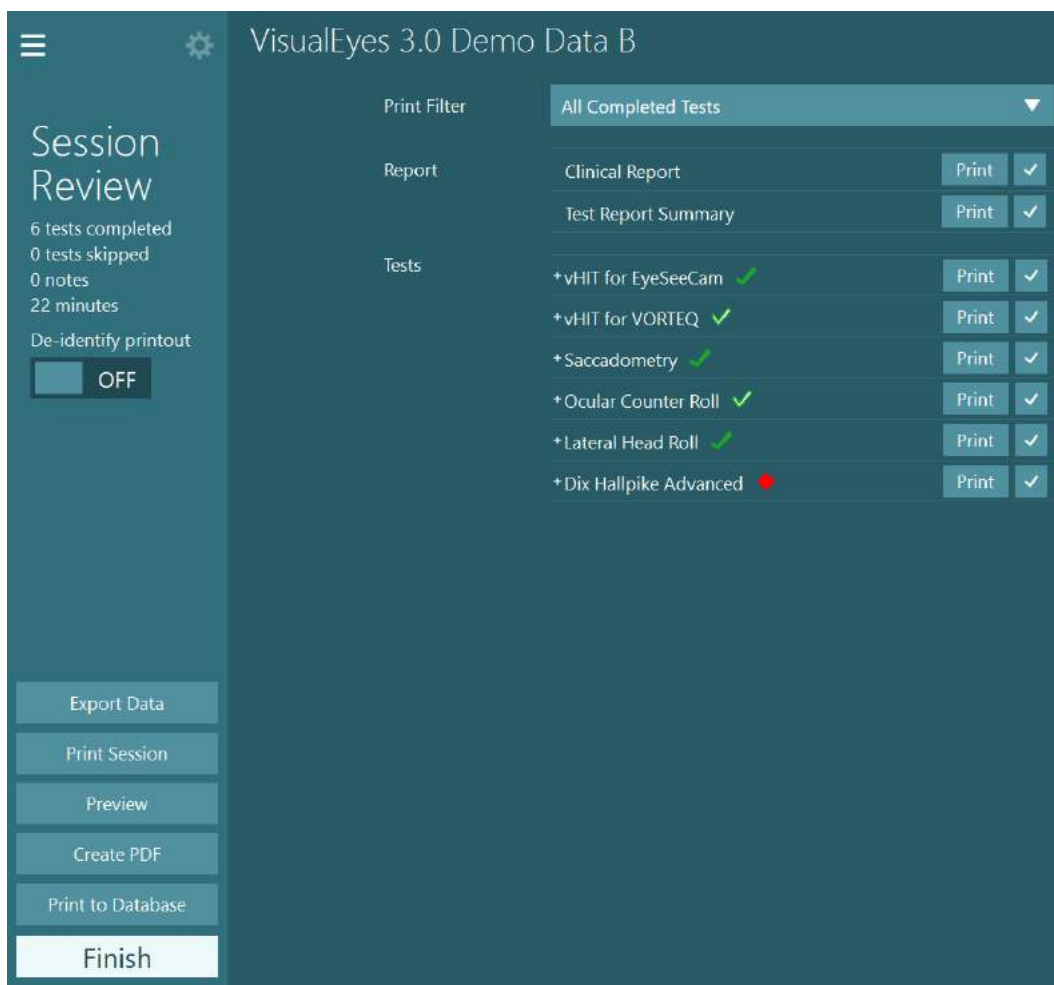 VisualEyes 3.0 Demo Data B
Session
Review
6 tests completed
0 tests skipped
0 notes
22 minutes
De-identify printout
OFF
Print Filter
All Completed Tests
Report
Clinical Report
Print
Test Report Summary
Print
Tests
+vHIT for EyeSeeCam
Print
+vHIT for VORTEQ
Print
+Saccadometry
Print
+Ocular Counter Roll
Print
+Lateral Head Roll
Print
+Dix Hallpike Advanced
Print
Export Data
Print Session
Preview
Create PDF
Print to Database
Finish